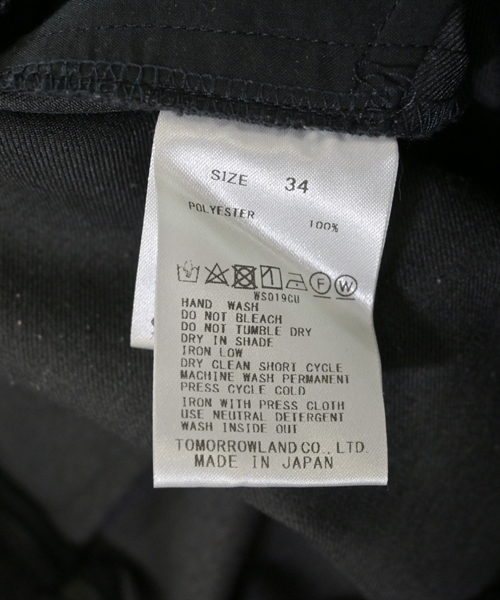 SIZE 34
POLYESTER 100%
F W
WS019CU
HAND WASH
DO NOT BLEACH
DO NOT TUMBLE DRY
DRY IN SHADE
IRON LOW
DRY CLEAN SHORT CYCLE
MACHINE WASH PERMANENT
PRESS CYCLE COLD
IRON WITH PRESS CLOTH
USE NEUTRAL DETERGENT
WASH INSIDE OUT
TOMORROWLAND CO., LTD.
MADE IN JAPAN